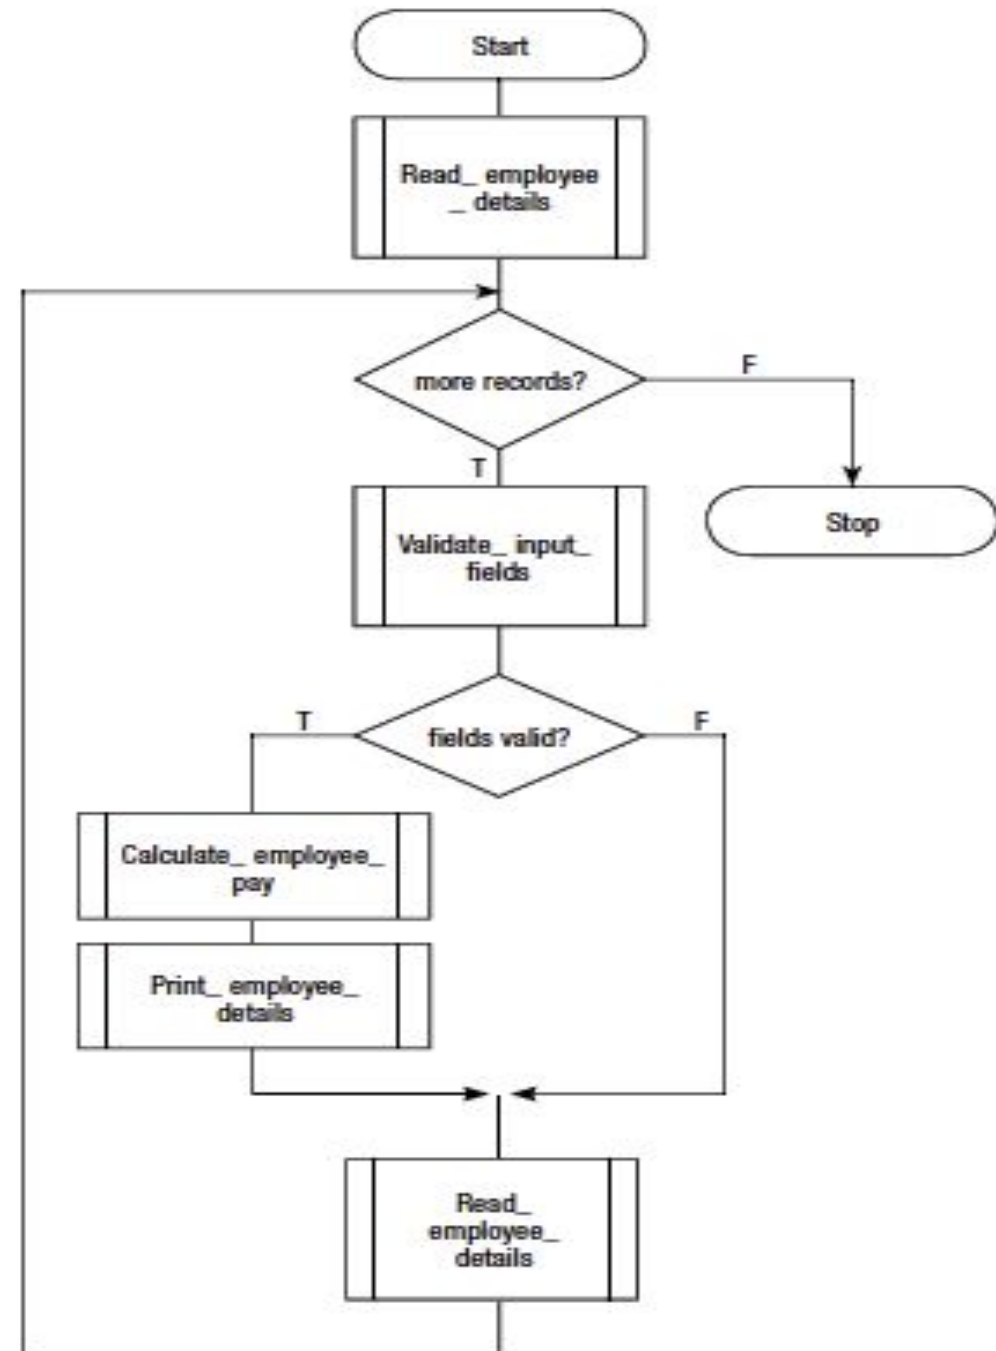 Start
Read_ employee
_ details
more records?
F
T
Stop
Validate_ input_
fields
T
fields valid?
F
Calculate_ employee_
pay
Print_ employee_
details
Read_
employee_
details